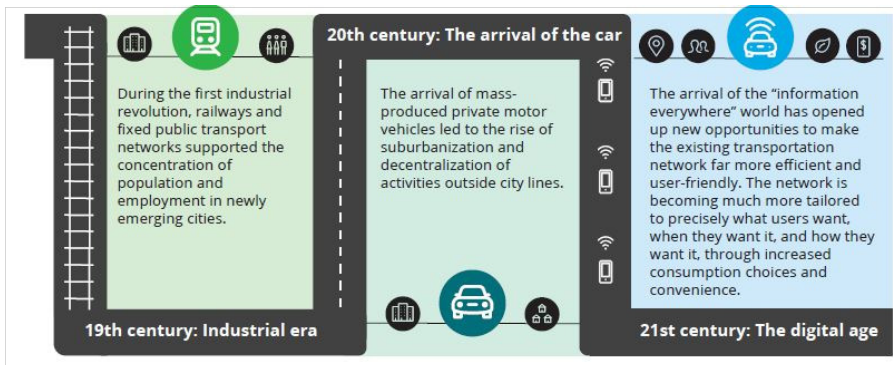 During the first industrial
revolution, railways and
fixed public transport
networks supported the
concentration of
population and
employment in newly
emerging cities.
19th century: Industrial era
20th century: The arrival of the car
The arrival of mass-
produced private motor
vehicles led to the rise of
suburbanization and
decentralization of
activities outside city lines.
The arrival of the “information
everywhere” world has opened
up new opportunities to make
the existing transportation
network far more efficient and
user-friendly. The network is
becoming much more tailored
to precisely what users want,
when they want it, and how they
want it, through increased
consumption choices and
convenience.
21st century: The digital age